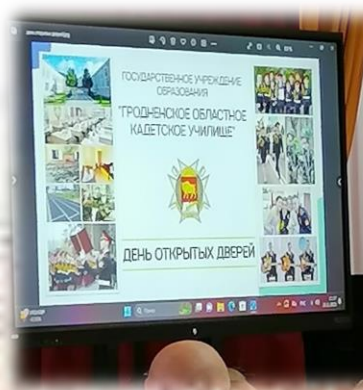 ГОСУДАРСТВЕННОЕ УЧРЕЖДЕНИЕ
ОБРАЗОВАНИЯ
"ГРОДНЕНСКОЕ ОБЛАСТНОЕ
КАДЕТСКОЕ УЧИЛИЩЕ"
ДЕНЬ ОТКРЫТЫХ ДВЕРЕЙ